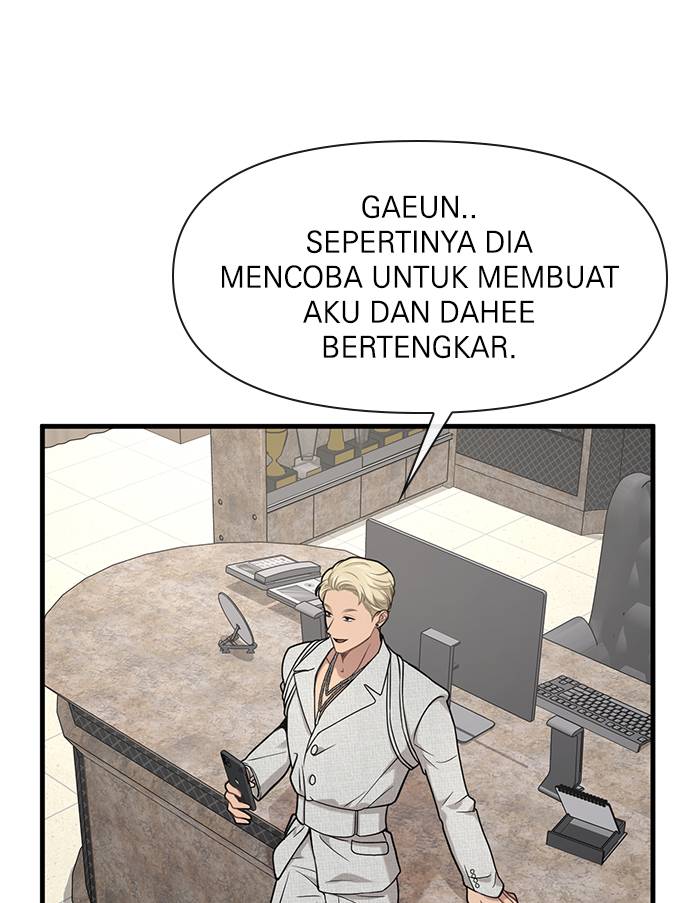 GAEUN..
SEPERTINYA DIA
MENCOBA UNTUK MEMBUAT
AKU DAN DAHEE
BERTENGKAR.